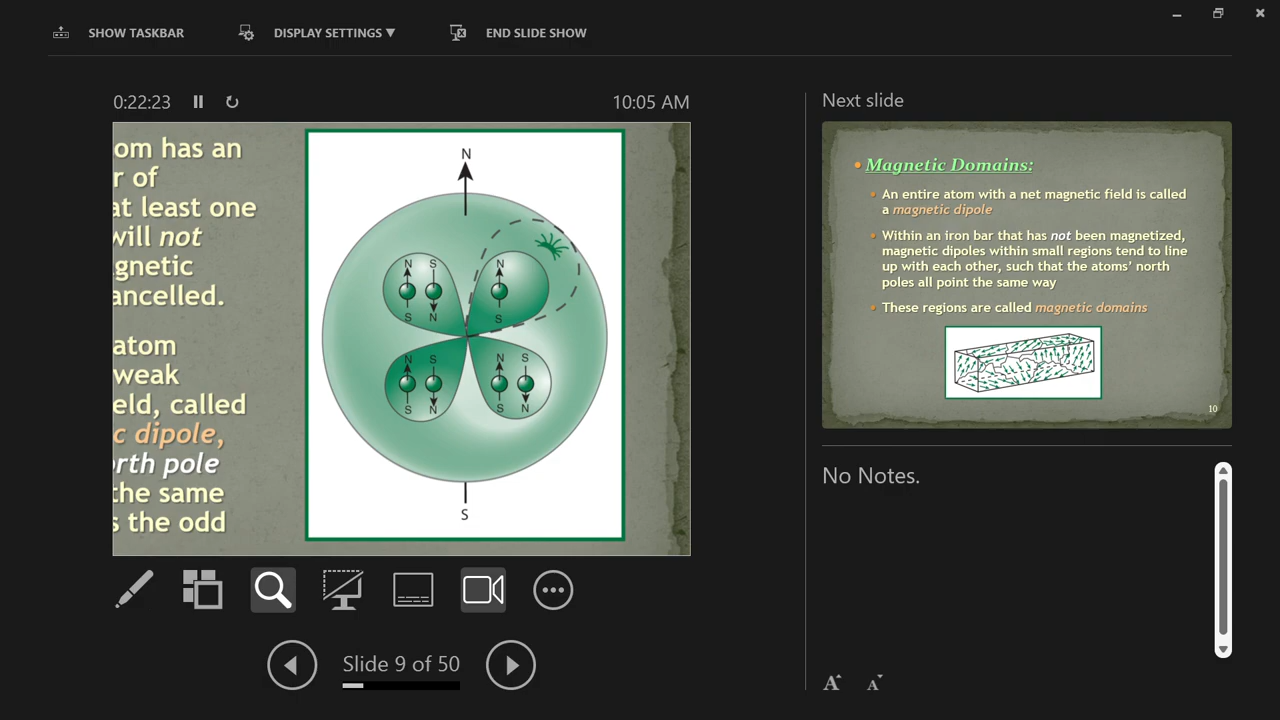 SHOW TASKBAR
DISPLAY SETTINGS ▼
END SLIDE SHOW
0:22:23
10:05 AM
om has an
r of
at least one
will not
gnetic
ancelled.
atom
weak
eld, called
c dipole,
orth pole
the same
s the odd
N
N S
N
S N
S
N S
N S
S N
S N
S
Slide 9 of 50
Next slide
• Magnetic Domains:
• An entire atom with a net magnetic field is called
a magnetic dipole
• Within an iron bar that has not been magnetized,
magnetic dipoles within small regions tend to line
up with each other, such that the atoms' north
poles all point the same way
• These regions are called magnetic domains
10
No Notes.
A A